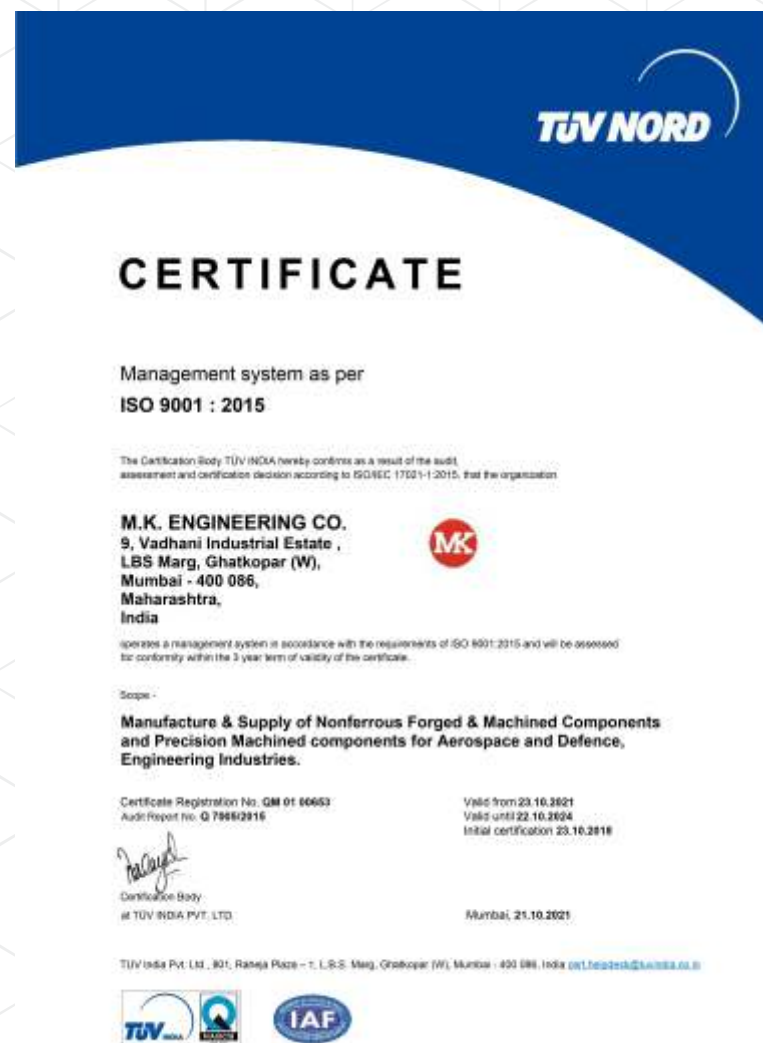 TÜV NORD
CERTIFICATE
Management system as per
ISO 9001 : 2015
The Certification Body TÜV INDIA hereby confirms as a result of the audit,
assessment and certification decision according to ISO/IEC 17021-1:2015, that the organization
M.K. ENGINEERING CO.
9, Vadhani Industrial Estate ,
LBS Marg, Ghatkopar (W),
Mumbai - 400 086,
Maharashtra,
India
MK
operates a management system in accordance with the requirements of ISO 9001:2015 and will be assessed
for conformity within the 3 year term of validity of the certificate.
Scope -
Manufacture & Supply of Nonferrous Forged & Machined Components
and Precision Machined components for Aerospace and Defence,
Engineering Industries.
Certificate Registration No. QM 01 00653
Audit Report No. Q 7065/2015
Valid from 23.10.2021
Valid until 22.10.2024
Initial certification 23.10.2018
Certification Body
at TÜV INDIA PVT. LTD.
Mumbai, 21.10.2021
TÜV India Pvt. Ltd., 801, Raheja Plaza – 1, L.B.S. Marg, Ghatkopar (W), Mumbai - 400 086, India
TÜV INDIA
IAF